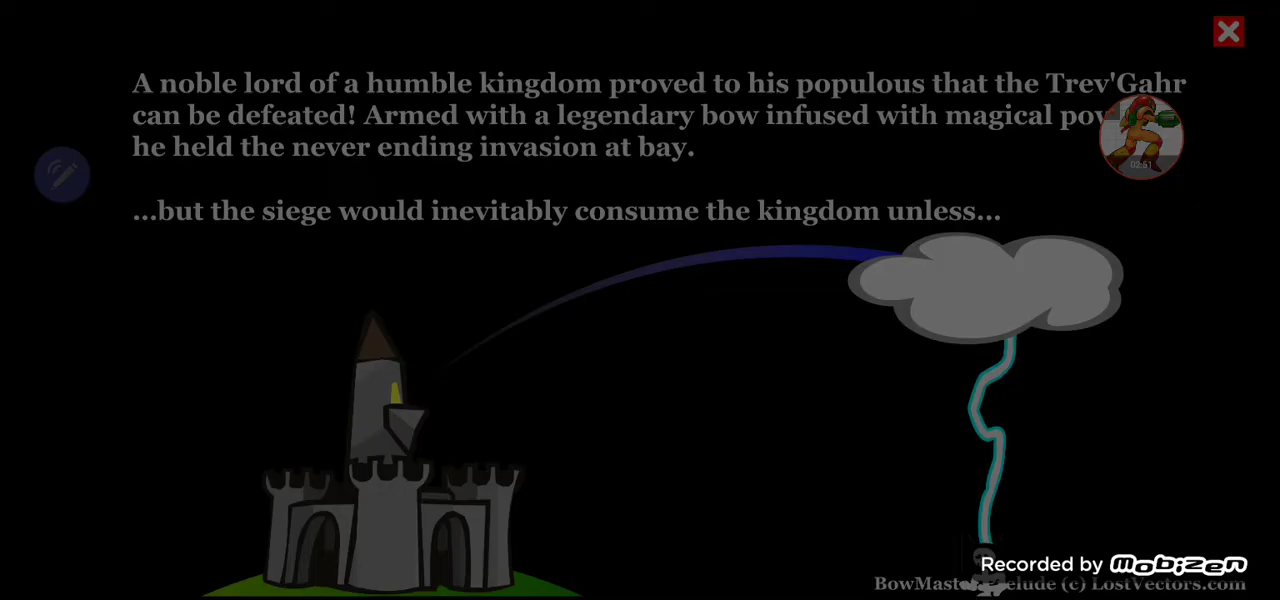 A noble lord of a humble kingdom proved to his populous that the Trev'Gahr
can be defeated! Armed with a legendary bow infused with magical
he held the never ending invasion at bay.
...but the siege would inevitably consume the kingdom unless...
02:51
Recorded by MOBIZEN
(c) LostVectors.com